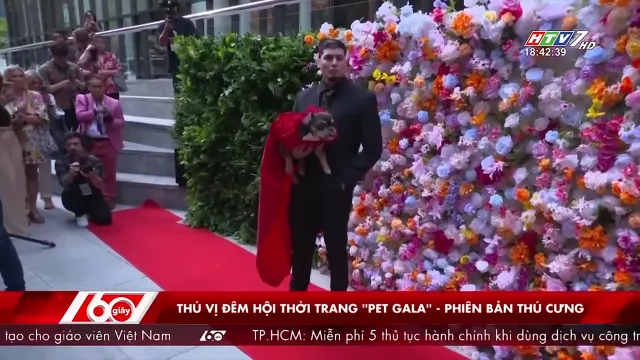 HTV7 HD
18:42:39
60 giây
THÚ VỊ ĐÊM HỘI THỜI TRANG "PET GALA" - PHIÊN BẢN THÚ CƯNG
tạo cho giáo viên Việt Nam 60 TP.HCM: Miễn phí 5 thủ tục hành chính khi dùng dịch vụ công t